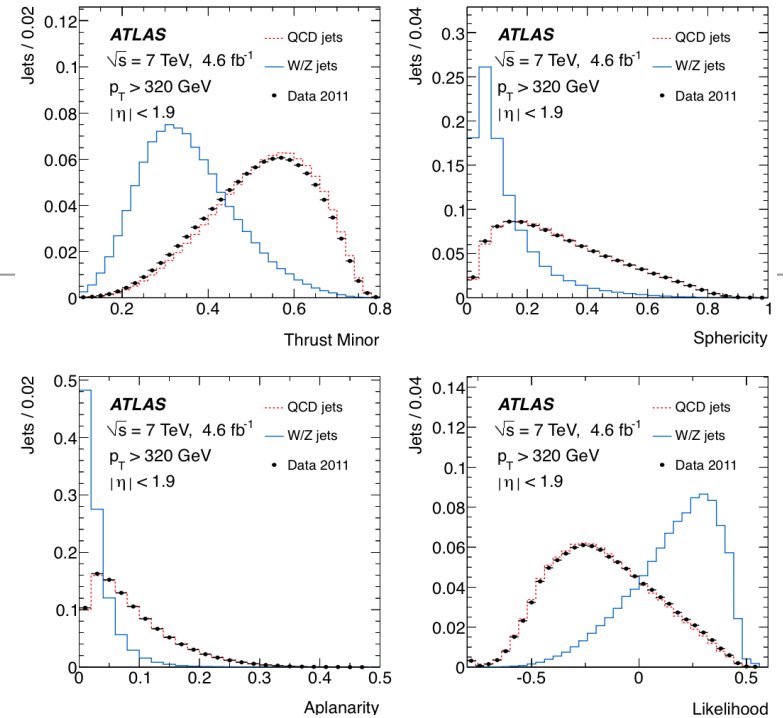 Jets / 0.02
0.12
0.1
0.08
0.06
0.04
0.02
0
ATLAS
√s = 7 TeV, 4.6 fb⁻¹
p_T > 320 GeV
|η| < 1.9
QCD jets
W/Z jets
Data 2011
0.2
0.4
0.6
0.8
Thrust Minor
Jets / 0.04
0.3
0.25
0.2
0.15
0.1
0.05
0
ATLAS
√s = 7 TeV, 4.6 fb⁻¹
p_T > 320 GeV
|η| < 1.9
QCD jets
W/Z jets
Data 2011
0
0.2
0.4
0.6
0.8
1
Sphericity
Jets / 0.02
0.5
0.4
0.3
0.2
0.1
0
ATLAS
√s = 7 TeV, 4.6 fb⁻¹
p_T > 320 GeV
|η| < 1.9
QCD jets
W/Z jets
Data 2011
0
0.1
0.2
0.3
0.4
0.5
Aplanarity
Jets / 0.04
0.14
0.12
0.1
0.08
0.06
0.04
0.02
0
ATLAS
√s = 7 TeV, 4.6 fb⁻¹
p_T > 320 GeV
|η| < 1.9
QCD jets
W/Z jets
Data 2011
-0.5
0
0.5
Likelihood